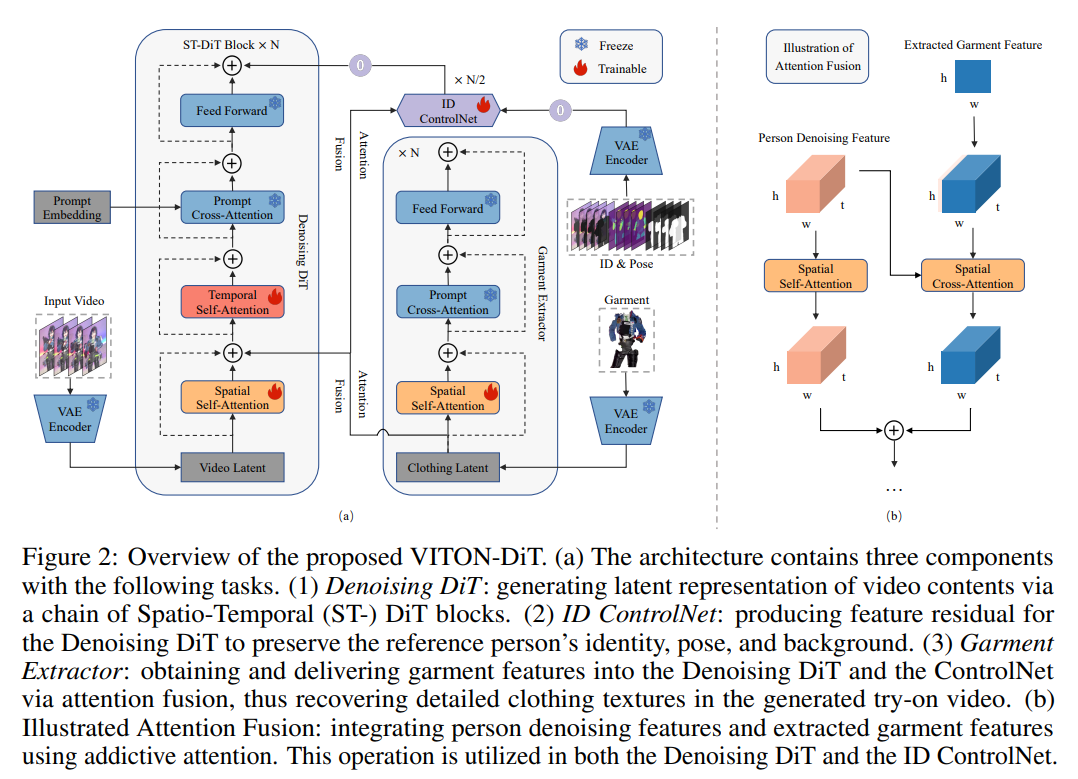 ST-DiT Block × N
0
Freeze
Trainable
× N/2
Feed Forward
ID
ControlNet
0
Attention
Fusion
× N
VAE
Encoder
Prompt
Embedding
Prompt
Cross-Attention
Feed Forward
ID & Pose
Denoising DiT
Garment Extractor
Input Video
Temporal
Self-Attention
Prompt
Cross-Attention
Garment
Spatial
Self-Attention
Attention
Fusion
Spatial
Self-Attention
VAE
Encoder
VAE
Encoder
Video Latent
Clothing Latent
(a)
Illustration of
Attention Fusion
Extracted Garment Feature
h
w
Person Denoising Feature
h
t
w
h
t
w
Spatial
Self-Attention
Spatial
Cross-Attention
h
t
w
h
t
w
...
(b)
Figure 2: Overview of the proposed VITON-DiT. (a) The architecture contains three components
with the following tasks. (1) Denoising DiT: generating latent representation of video contents via
a chain of Spatio-Temporal (ST-) DiT blocks. (2) ID ControlNet: producing feature residual for
the Denoising DiT to preserve the reference person's identity, pose, and background. (3) Garment
Extractor: obtaining and delivering garment features into the Denoising DiT and the ControlNet
via attention fusion, thus recovering detailed clothing textures in the generated try-on video. (b)
Illustrated Attention Fusion: integrating person denoising features and extracted garment features
using addictive attention. This operation is utilized in both the Denoising DiT and the ID ControlNet.